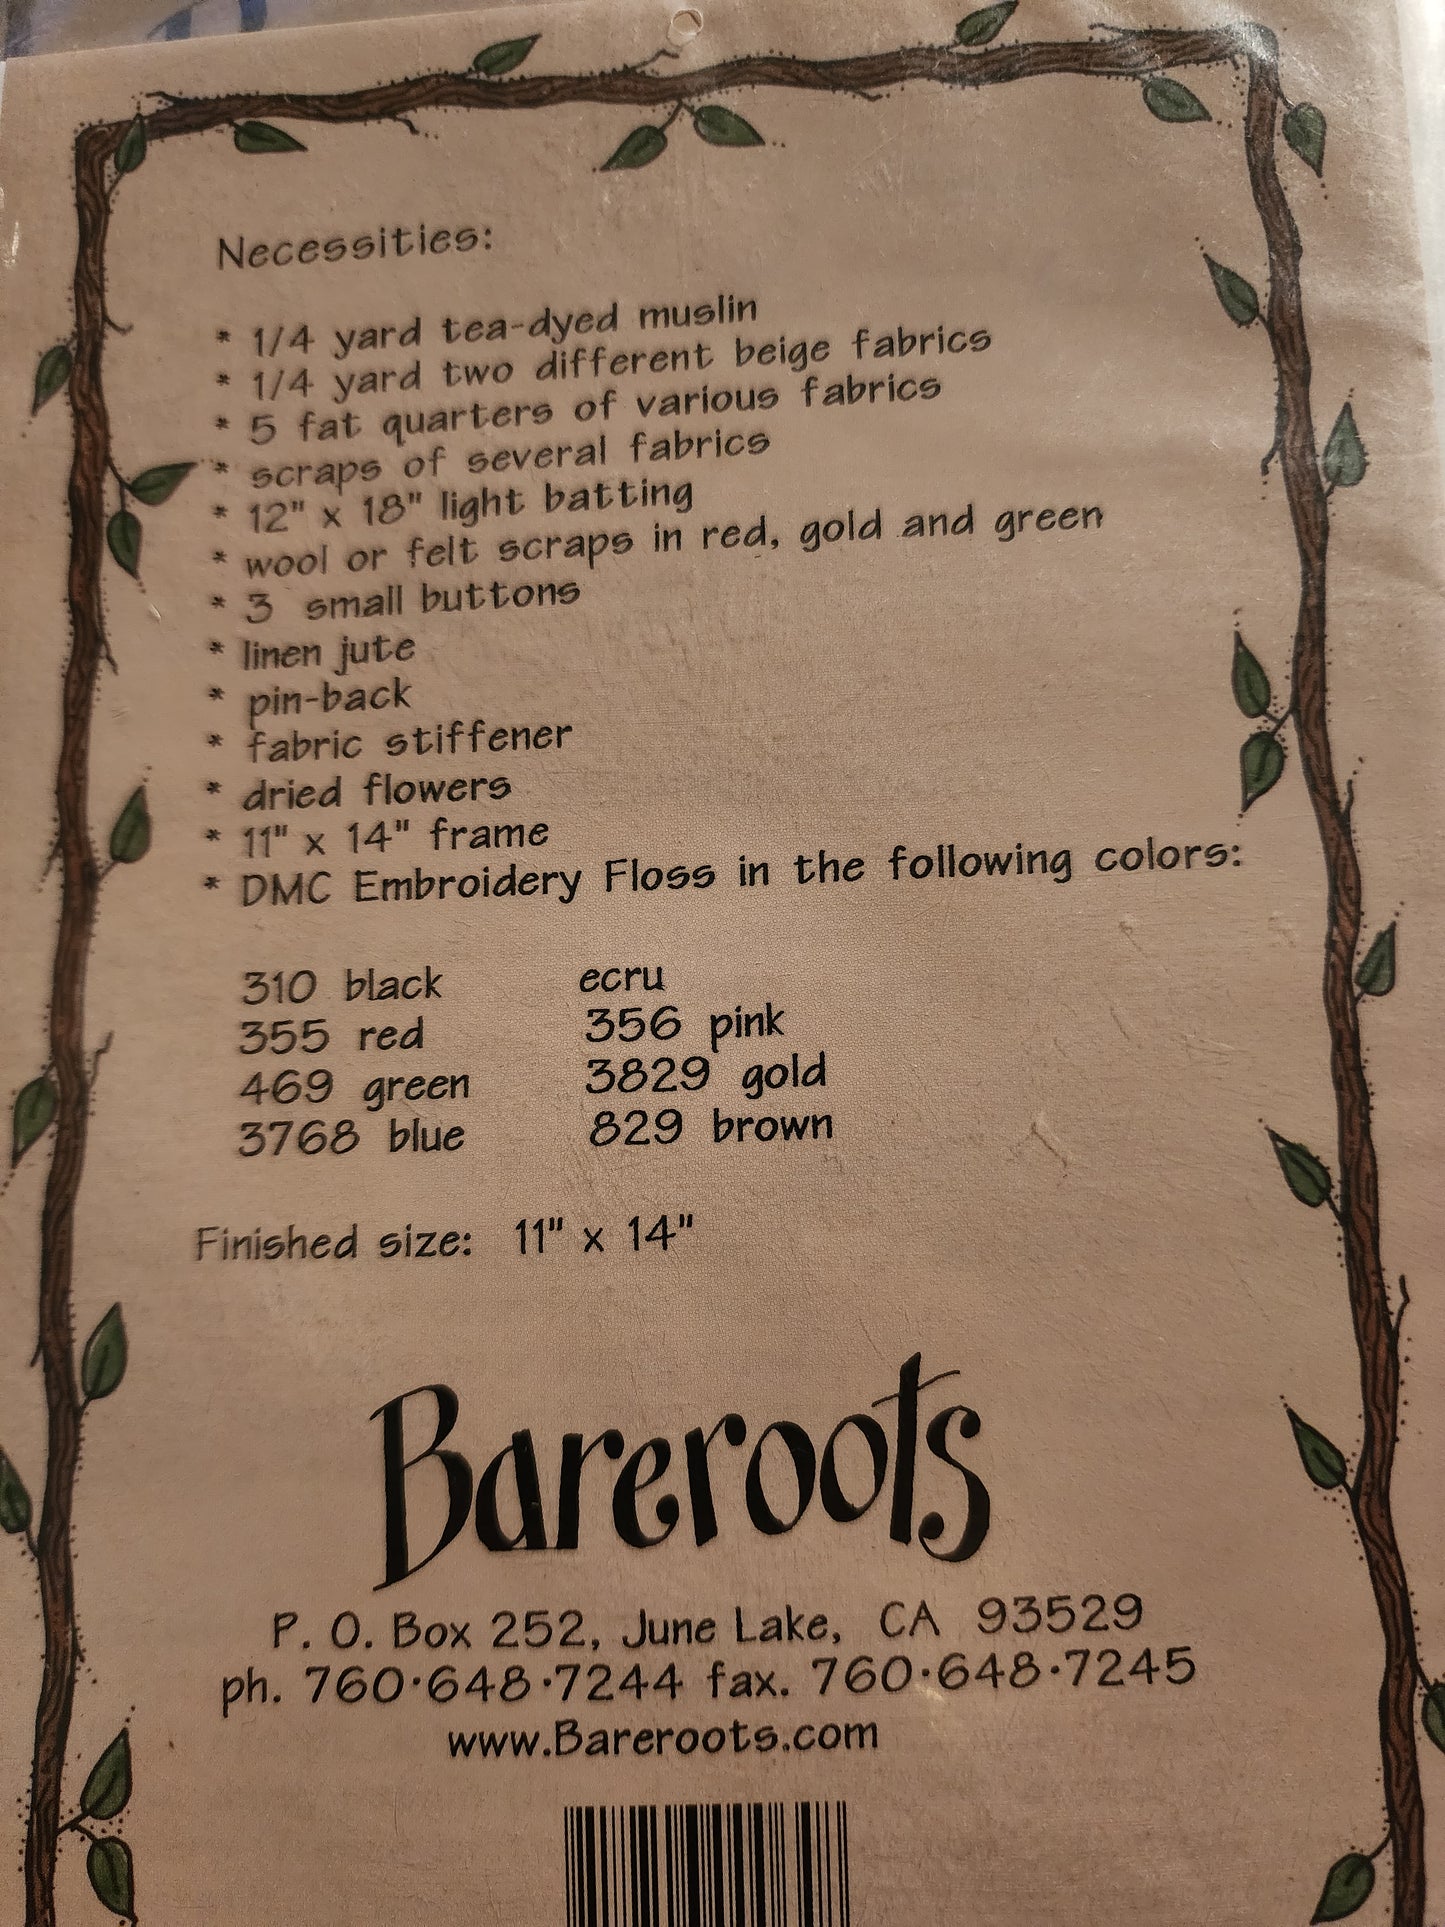 Necessities:
* 1/4 yard tea-dyed muslin
* 1/4 yard two different beige fabrics
* 5 fat quarters of various fabrics
* scraps of several fabrics
* 12" x 18" light batting
* wool or felt scraps in red, gold and green
* 3 small buttons
* linen jute
* pin-back
* fabric stiffener
* dried flowers
* 11" x 14" frame
* DMC Embroidery Floss in the following colors:
310 black ecru
355 red 356 pink
469 green 3829 gold
3768 blue 829 brown
Finished size: 11" x 14"
Bareroots
P. O. Box 252, June Lake, CA 93529
ph. 760·648·7244 fax. 760·648·7245
www.Bareroots.com